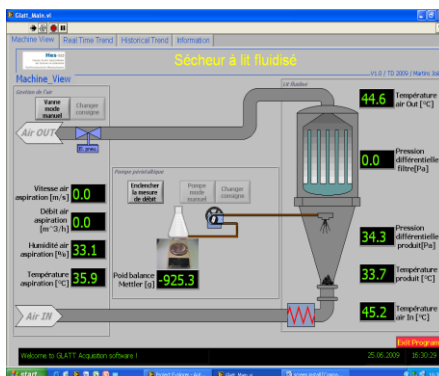 Glatt_Main.vi
Machine View
Real Time Trend
Historical Trend
Information
Sécheur à lit fluidisé
Machine_View
Gestion de l'air
Lit fluidisé
Vanne
mode
manuel
Changer
consigne
Air OUT
El. pneu.
Pompe péristaltique
Enclencher
la mesure
de débit
Pompe
mode
manuel
Changer
consigne
Vitesse air
aspiration [m/s]
0.0
Débit air
aspiration
[m^3/h]
0.0
Humidité air
aspiration [%]
33.1
Température
aspiration [°C]
35.9
Poid balance
Mettler [g]
-925.3
44.6
Température
air Out [°C]
0.0
Pression
différentielle
filtre[Pa]
34.3
Pression
différentielle
produit[Pa]
33.7
Température
produit [°C]
45.2
Température
air In [°C]
Air IN
Exit Program
Welcome to GLATT Acquisition software !
25.06.2009
16:30:29
start